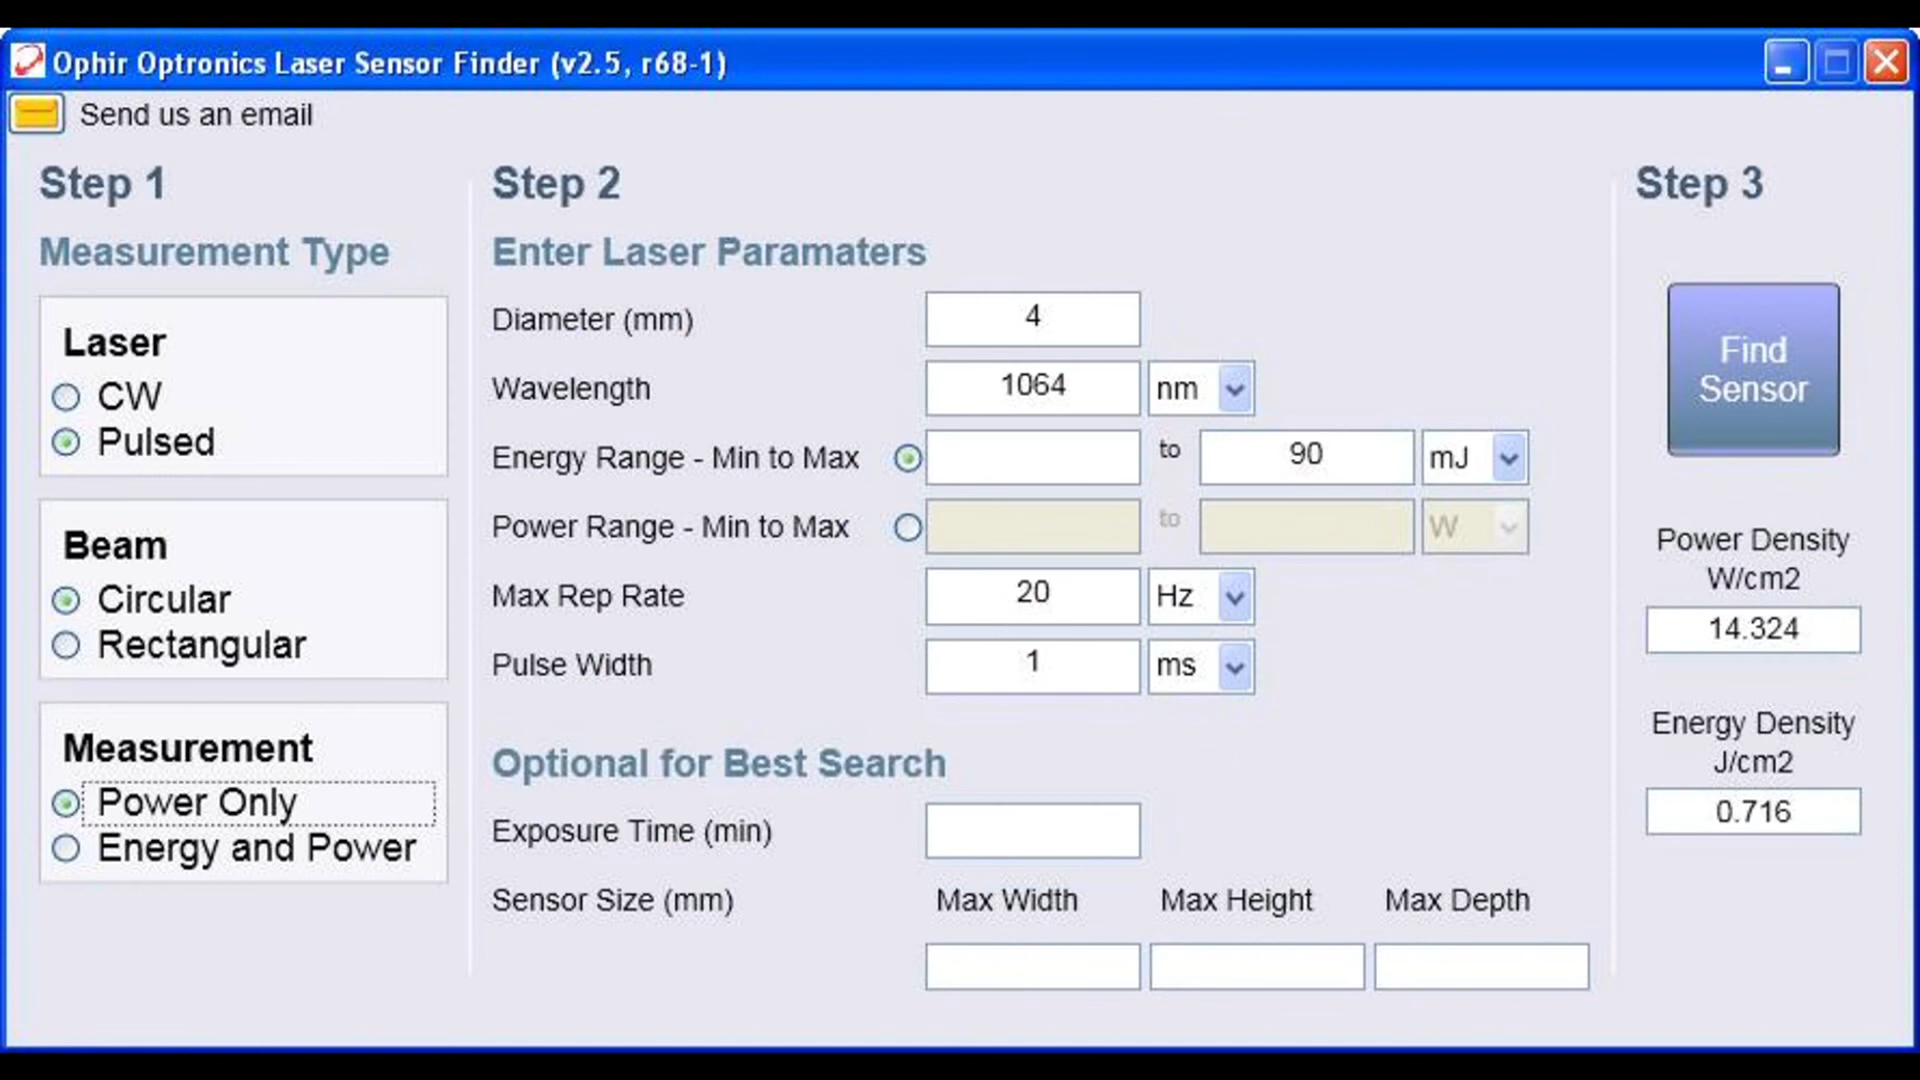 Ophir Optronics Laser Sensor Finder (v2.5, r68-1)
Send us an email
Step 1
Measurement Type
Laser
CW
Pulsed
Beam
Circular
Rectangular
Measurement
Power Only
Energy and Power
Step 2
Enter Laser Paramaters
Diameter (mm) 4
Wavelength 1064 nm
Energy Range - Min to Max to 90 mJ
Power Range - Min to Max to W
Max Rep Rate 20 Hz
Pulse Width 1 ms
Optional for Best Search
Exposure Time (min)
Sensor Size (mm) Max Width Max Height Max Depth
Step 3
Find
Sensor
Power Density
W/cm2
14.324
Energy Density
J/cm2
0.716